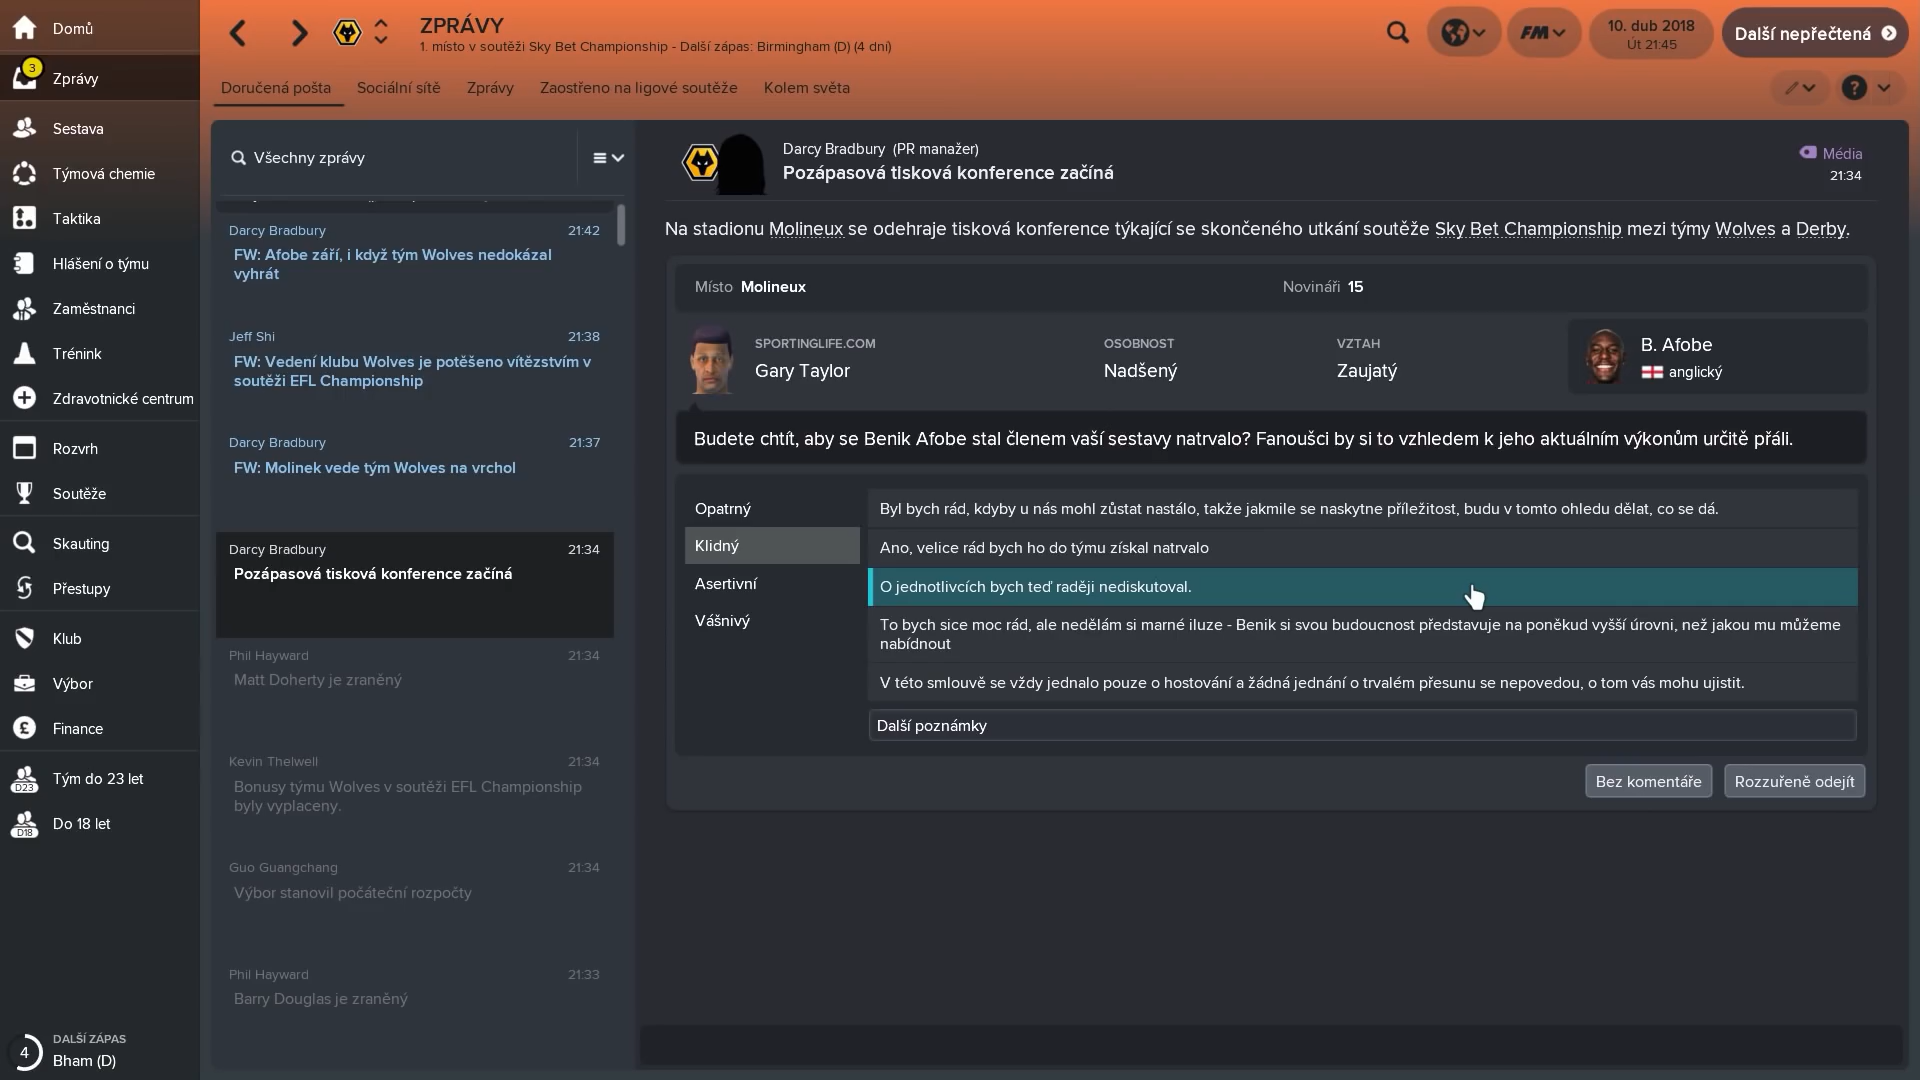 Domů
3
Zprávy
Sestava
Týmová chemie
Taktika
Hlášení o týmu
Zaměstnanci
Trénink
Zdravotnické centrum
Rozvrh
Soutěže
Skauting
Přestupy
Klub
Výbor
Finance
D23
Tým do 23 let
D18
Do 18 let
4
DALŠÍ ZÁPAS
Bham (D)
ZPRÁVY
1. místo v soutěži Sky Bet Championship - Další zápas: Birmingham (D) (4 dní)
FM
10. dub 2018
Út 21:45
Další nepřečtená
Doručená pošta
Sociální sítě
Zprávy
Zaostřeno na ligové soutěže
Kolem světa
?
Všechny zprávy
Darcy Bradbury 21:42
FW: Afobe září, i když tým Wolves nedokázal
vyhrát
Jeff Shi 21:38
FW: Vedení klubu Wolves je potěšeno vítězstvím v
soutěži EFL Championship
Darcy Bradbury 21:37
FW: Molinek vede tým Wolves na vrchol
Darcy Bradbury 21:34
Pozápasová tisková konference začíná
Phil Hayward 21:34
Matt Doherty je zraněný
Kevin Thelwell 21:34
Bonusy týmu Wolves v soutěži EFL Championship
byly vyplaceny.
Guo Guangchang 21:34
Výbor stanovil počáteční rozpočty
Phil Hayward 21:33
Barry Douglas je zraněný
Darcy Bradbury (PR manažer)
Pozápasová tisková konference začíná
Média
21:34
Na stadionu Molineux se odehraje tisková konference týkající se skončeného utkání soutěže Sky Bet Championship mezi týmy Wolves a Derby.
Místo Molineux
Novináři 15
SPORTINGLIFE.COM
Gary Taylor
OSOBNOST
Nadšený
VZTAH
Zaujatý
B. Afobe
anglický
Budete chtít, aby se Benik Afobe stal členem vaší sestavy natrvalo? Fanoušci by si to vzhledem k jeho aktuálním výkonům určitě přáli.
Opatrný
Klidný
Asertivní
Vášnivý
Byl bych rád, kdyby u nás mohl zůstat nastálo, takže jakmile se naskytne příležitost, budu v tomto ohledu dělat, co se dá.
Ano, velice rád bych ho do týmu získal natrvalo
O jednotlivcích bych teď raději nediskutoval.
To bych sice moc rád, ale nedělám si marné iluze - Benik si svou budoucnost představuje na poněkud vyšší úrovni, než jakou mu můžeme
nabídnout
V této smlouvě se vždy jednalo pouze o hostování a žádná jednání o trvalém přesunu se nepovedou, o tom vás mohu ujistit.
Další poznámky
Bez komentáře
Rozzuřeně odejít